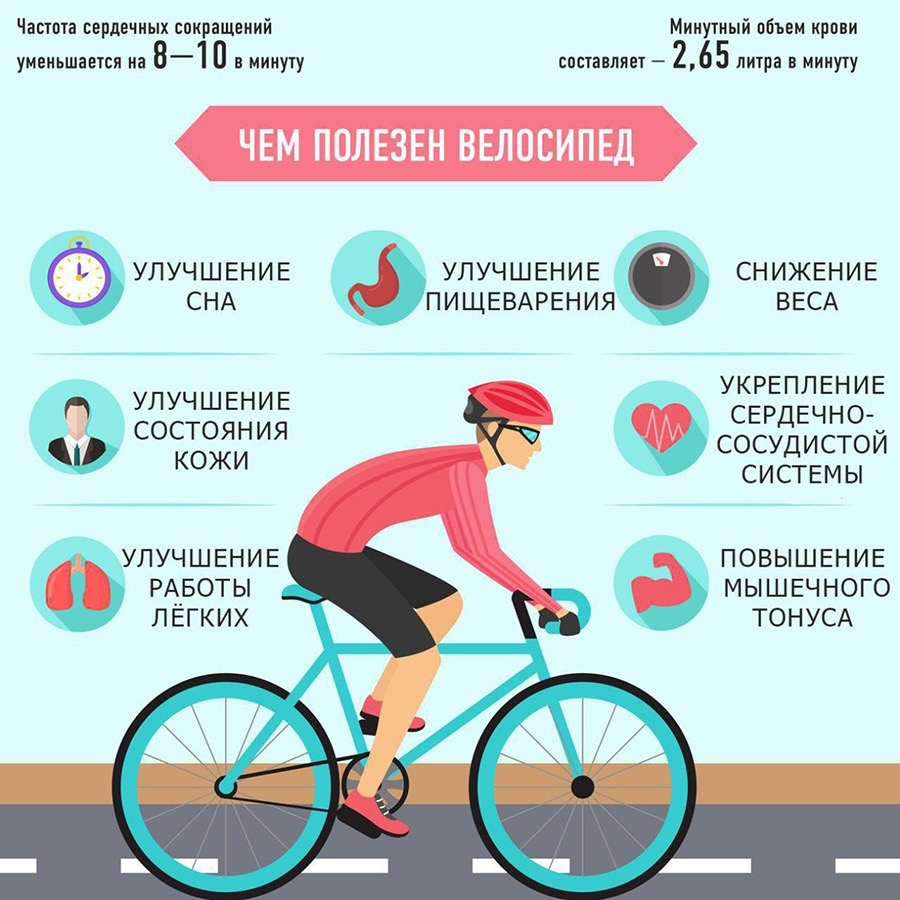 Частота сердечных сокращений
уменьшается на 8—10 в минуту
Минутный объем крови
составляет — 2,65 литра в минуту
ЧЕМ ПОЛЕЗЕН ВЕЛОСИПЕД
УЛУЧШЕНИЕ
СНА
УЛУЧШЕНИЕ
ПИЩЕВАРЕНИЯ
СНИЖЕНИЕ
ВЕСА
УЛУЧШЕНИЕ
СОСТОЯНИЯ
КОЖИ
УКРЕПЛЕНИЕ
СЕРДЕЧНО-
СОСУДИСТОЙ
СИСТЕМЫ
УЛУЧШЕНИЕ
РАБОТЫ
ЛЁГКИХ
ПОВЫШЕНИЕ
МЫШЕЧНОГО
ТОНУСА